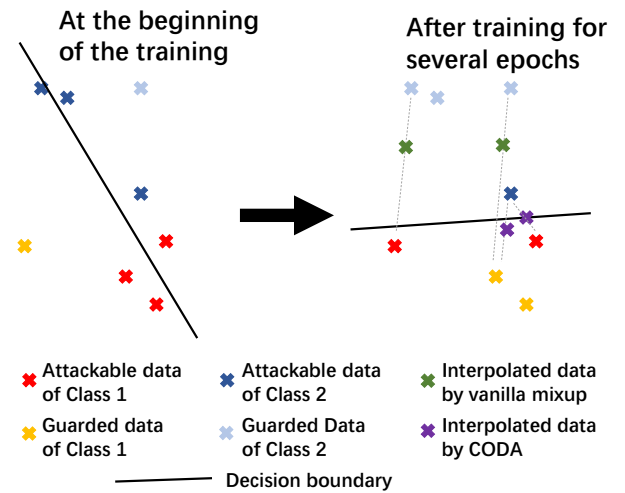 At the beginning
of the training
After training for
several epochs
Attackable data
of Class 1
Attackable data
of Class 2
Interpolated data
by vanilla mixup
Guarded data
of Class 1
Guarded Data
of Class 2
Interpolated data
by CODA
Decision boundary